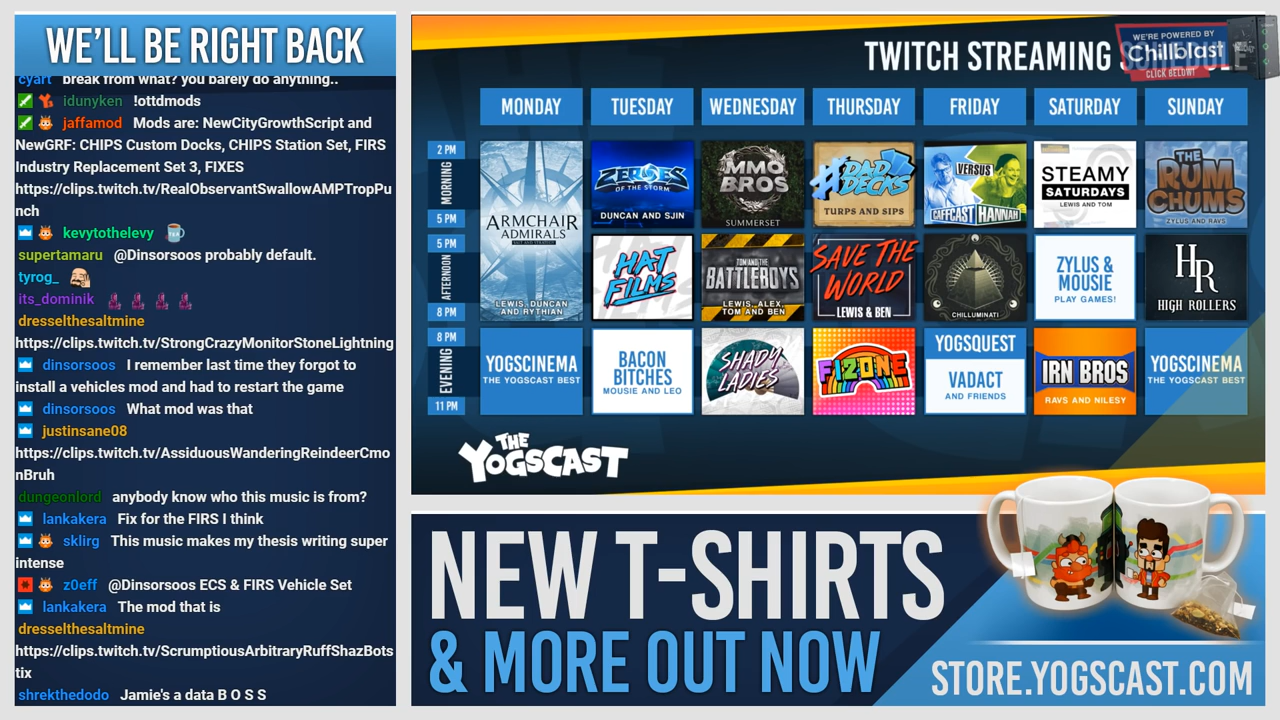 WE'LL BE RIGHT BACK
cyart break from what? you barely do anything..
idunyken !ottdmods
jaffamod Mods are: NewCityGrowthScript and
NewGRF: CHIPS Custom Docks, CHIPS Station Set, FIRS
Industry Replacement Set 3, FIXES
https://clips.twitch.tv/RealObservantSwallowAMPTropPu
nch
kevytothelevy
supertamaru @Dinsorsoos probably default.
tyrog_
its_dominik
dresselthesaltmine
https://clips.twitch.tv/StrongCrazyMonitorStoneLightning
dinsorsoos I remember last time they forgot to
install a vehicles mod and had to restart the game
dinsorsoos What mod was that
justinsane08
https://clips.twitch.tv/AssiduousWanderingReindeerCmo
nBruh
dungeonlord anybody know who this music is from?
lankakera Fix for the FIRS I think
sklirg This music makes my thesis writing super
intense
z0eff @Dinsorsoos ECS & FIRS Vehicle Set
lankakera The mod that is
dresselthesaltmine
https://clips.twitch.tv/ScrumptiousArbitraryRuffShazBots
tix
shrekthedodo Jamie's a data B O S S
TWITCH STREAMING
WE'RE POWERED BY
Chillblast
CLICK BELOW!
MONDAY TUESDAY WEDNESDAY THURSDAY FRIDAY SATURDAY SUNDAY
2 PM
MORNING
5 PM
5 PM
AFTERNOON
8 PM
8 PM
EVENING
11 PM
ARMCHAIR
ADMIRALS
LEWIS, DUNCAN
AND RYTHIAN
ZEROES
OF THE STORM
DUNCAN AND SJIN
MMO
BROS
SUMMERSET
#DAD
DECKS
TURPS AND SIPS
VERSUS
CAFFCAST HANNAH
STEAMY
SATURDAYS
LEWIS AND TOM
THE
RUM
CHUMS
ZYLUS AND RAVS
HAT
FILMS
TOM AND THE
BATTLEBOYS
LEWIS, ALEX,
TOM AND BEN
SAVE THE
WORLD
LEWIS & BEN
CHILLUMINATI
ZYLUS &
MOUSIE
PLAY GAMES!
HR
HIGH ROLLERS
YOGSCINEMA
THE YOGSCAST BEST
BACON
BITCHES
MOUSIE AND LEO
SHADY
LADIES
FIZONE
YOGSQUEST
VADACT
AND FRIENDS
IRN BROS
RAVS AND NILESY
YOGSCINEMA
THE YOGSCAST BEST
THE
YOGSCAST
NEW T-SHIRTS
& MORE OUT NOW
STORE.YOGSCAST.COM